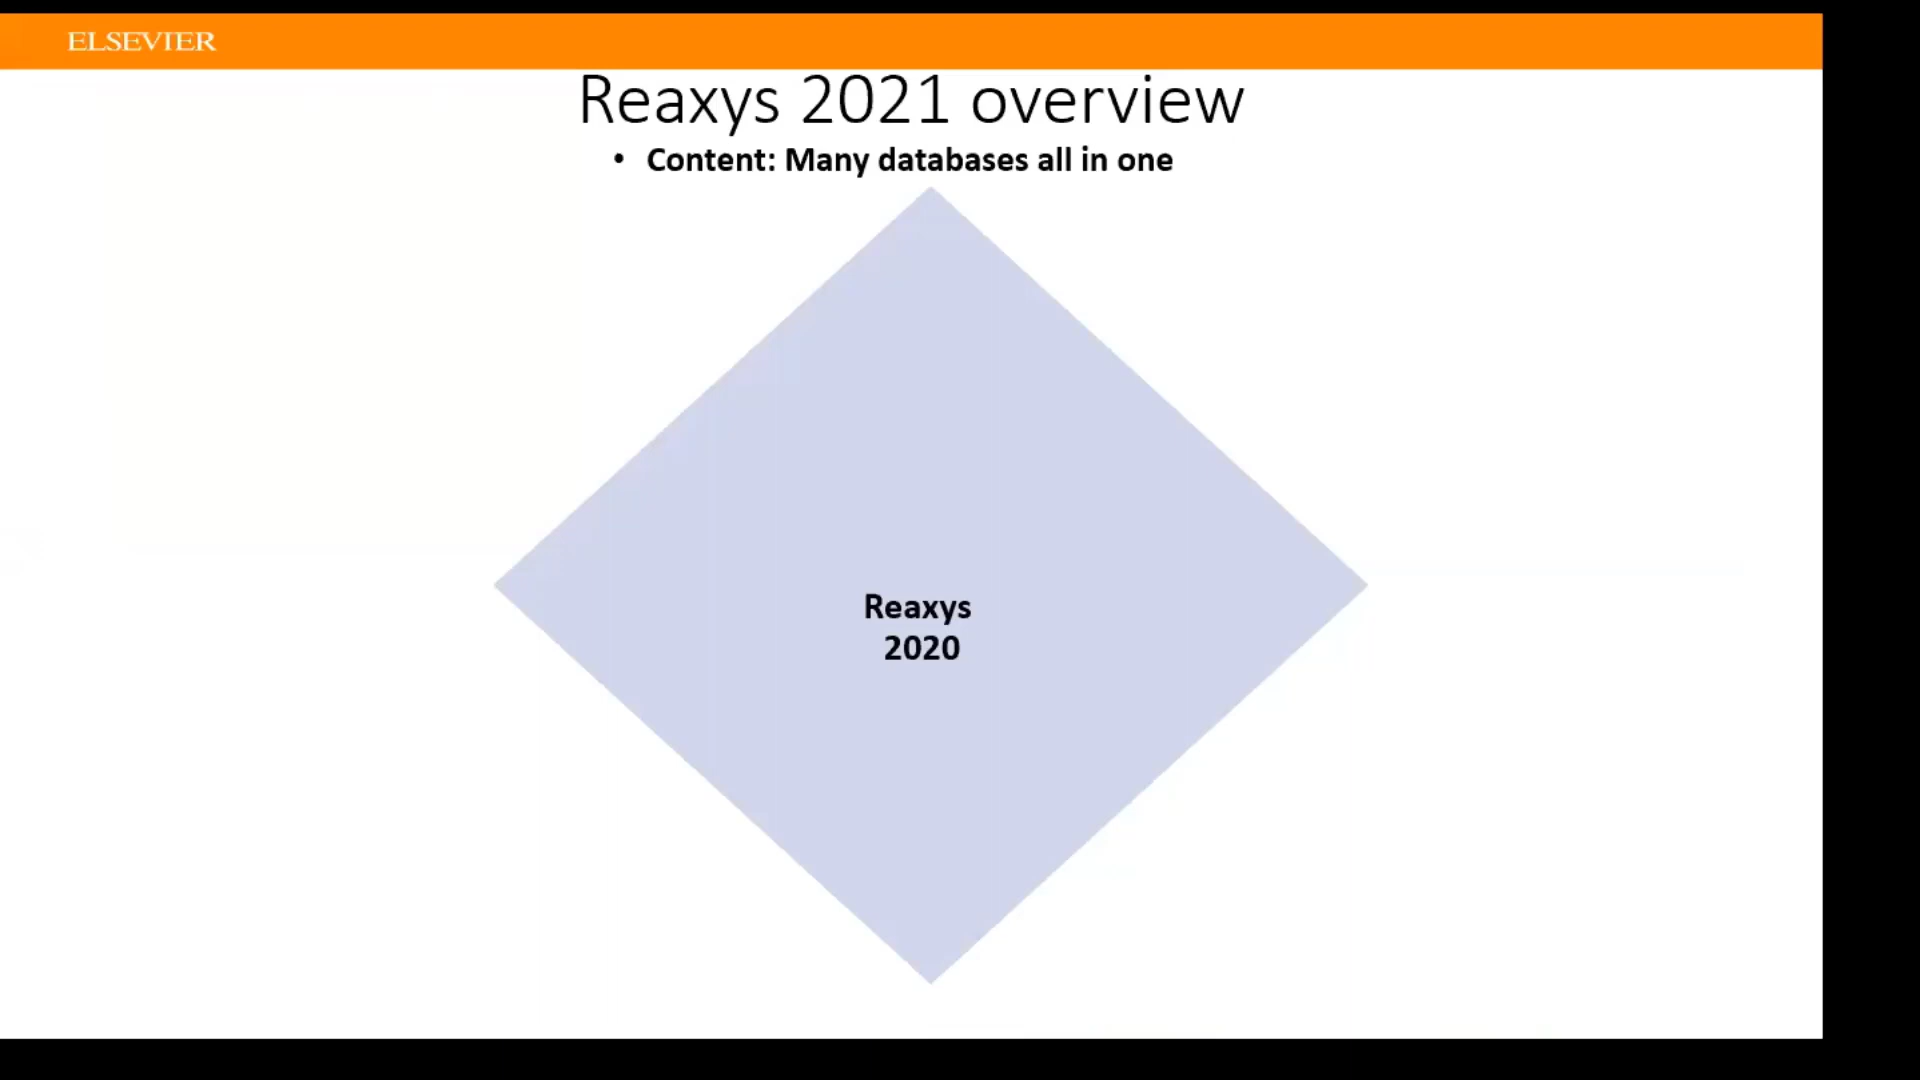 ELSEVIER
Reaxys 2021 overview
• Content: Many databases all in one
Reaxys
2020